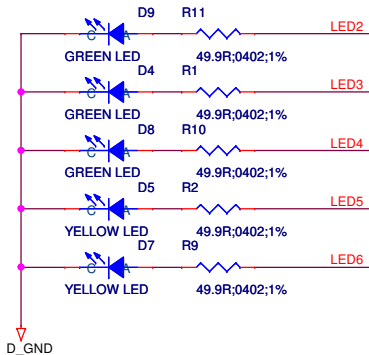 D9 R11 LED2
C A
GREEN LED 49.9R;0402;1%
D4 R1 LED3
C A
GREEN LED 49.9R;0402;1%
D8 R10 LED4
C A
GREEN LED 49.9R;0402;1%
D5 R2 LED5
C A
YELLOW LED 49.9R;0402;1%
D7 R9 LED6
C A
YELLOW LED 49.9R;0402;1%
D_GND